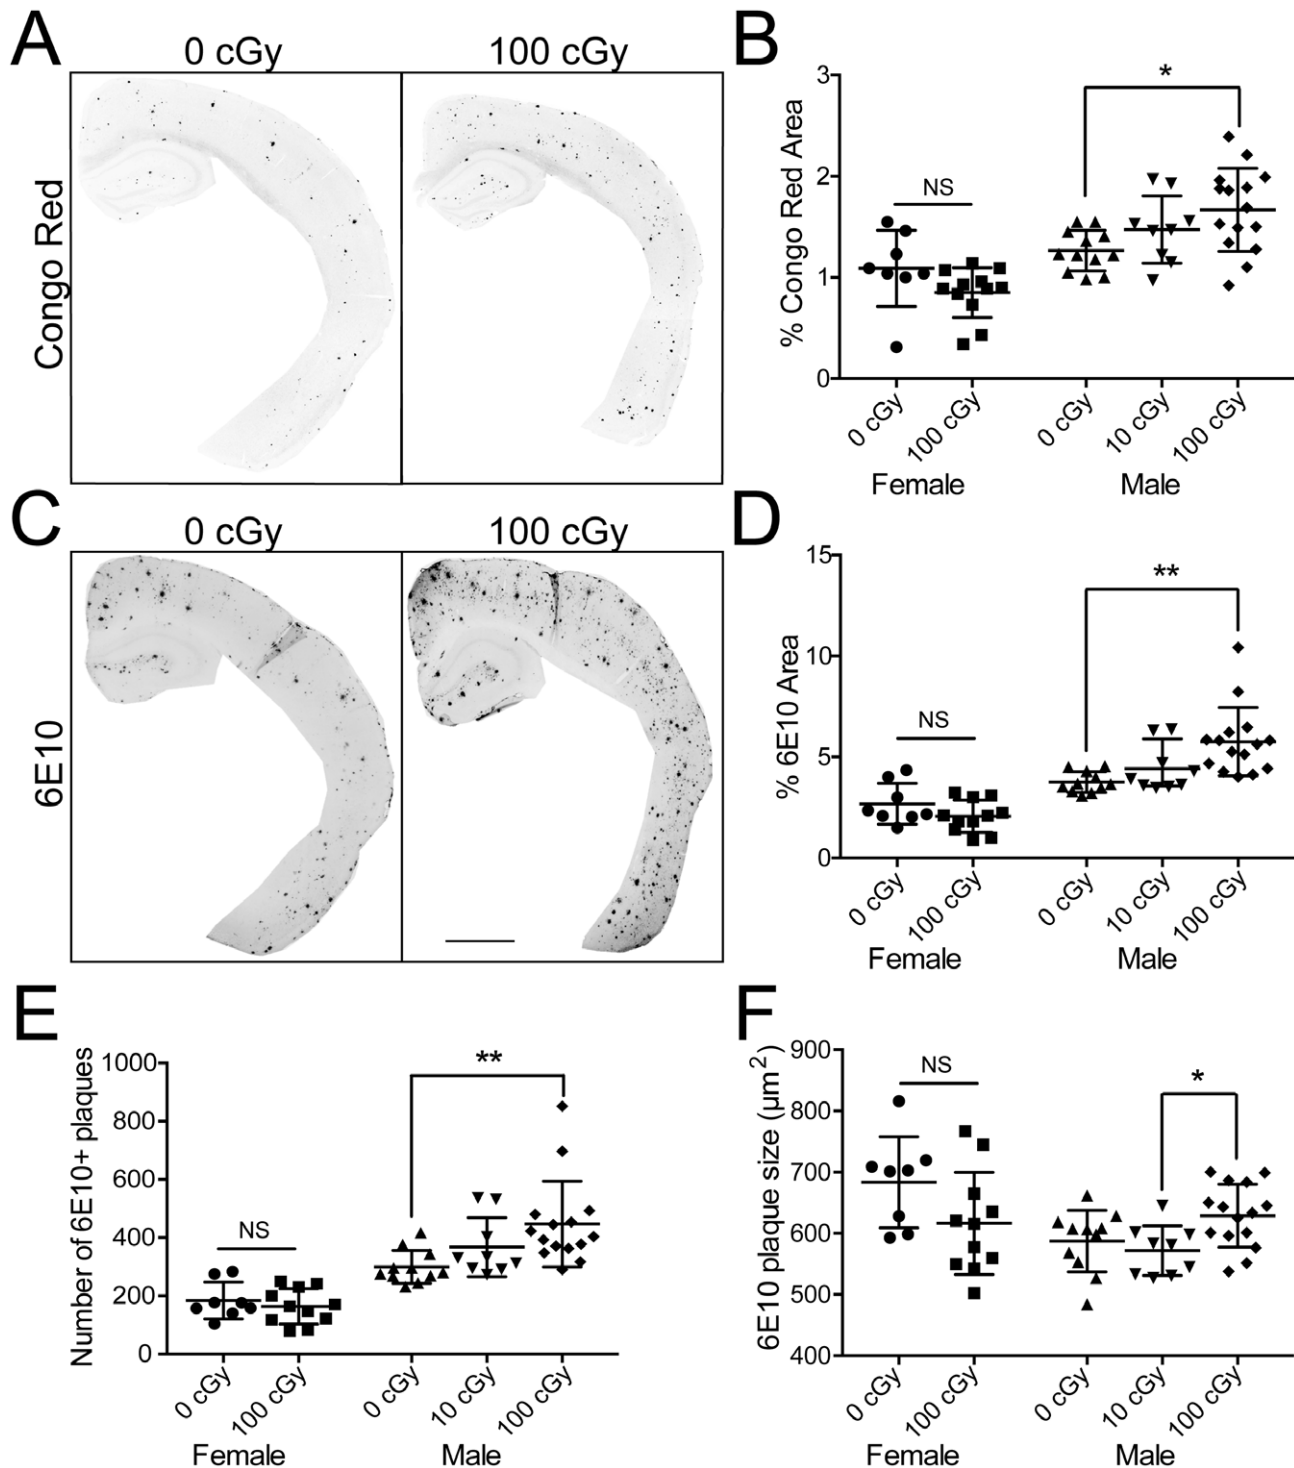 A
0 cGy
100 cGy
Congo Red
B
% Congo Red Area
3
2
1
0
NS
*
0 cGy
100 cGy
0 cGy
10 cGy
100 cGy
Female
Male
C
0 cGy
100 cGy
6E10
D
% 6E10 Area
15
10
5
0
NS
**
0 cGy
100 cGy
0 cGy
10 cGy
100 cGy
Female
Male
E
Number of 6E10+ plaques
1000
800
600
400
200
0
NS
**
0 cGy
100 cGy
0 cGy
10 cGy
100 cGy
Female
Male
F
6E10 plaque size (µm²)
900
800
700
600
500
400
NS
*
0 cGy
100 cGy
0 cGy
10 cGy
100 cGy
Female
Male